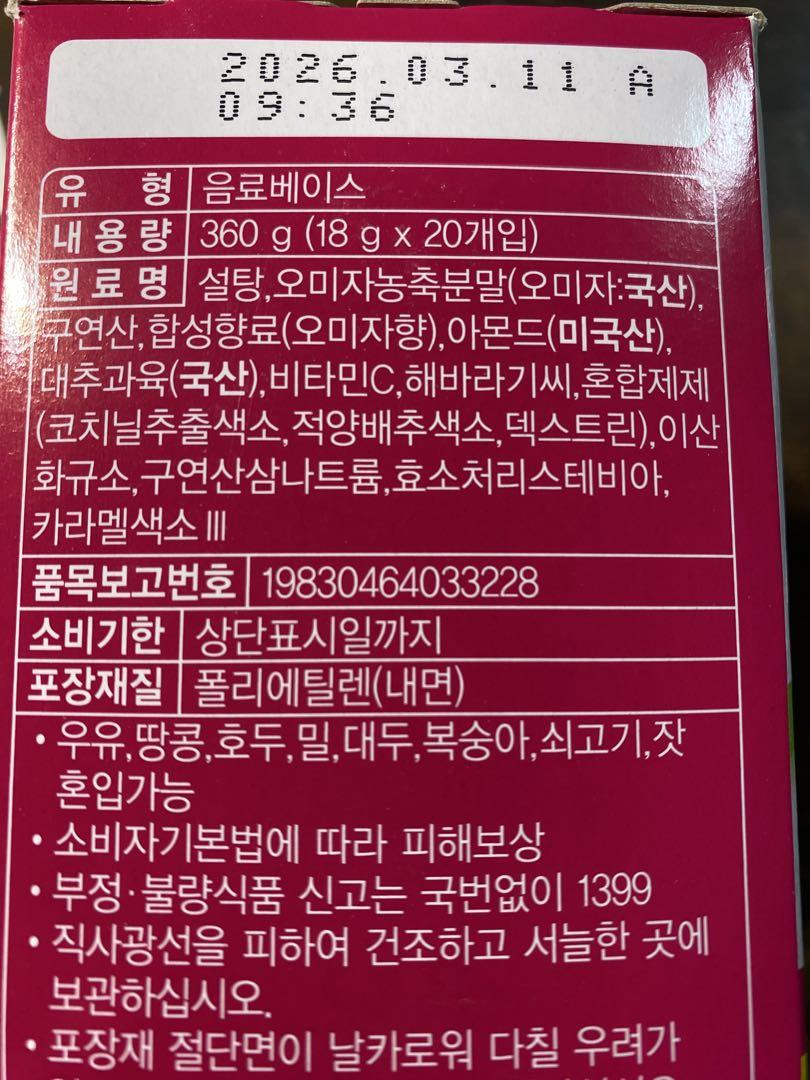 2026.03.11 A
09:36
유 형 음료베이스
내용량 360 g (18 g x 20개입)
원료명 설탕,오미자농축분말(오미자:국산),
구연산,합성향료(오미자향),아몬드(미국산),
대추과육(국산),비타민C,해바라기씨,혼합제제
(코치닐추출색소,적양배추색소,덱스트린),이산
화규소,구연산삼나트륨,효소처리스테비아,
카라멜색소Ⅲ
품목보고번호 19830464033228
소비기한 상단표시일까지
포장재질 폴리에틸렌(내면)
• 우유,땅콩,호두,밀,대두,복숭아,쇠고기,잣
혼입가능
• 소비자기본법에 따라 피해보상
• 부정·불량식품 신고는 국번없이 1399
• 직사광선을 피하여 건조하고 서늘한 곳에
보관하십시오.
• 포장재 절단면이 날카로워 다칠 우려가